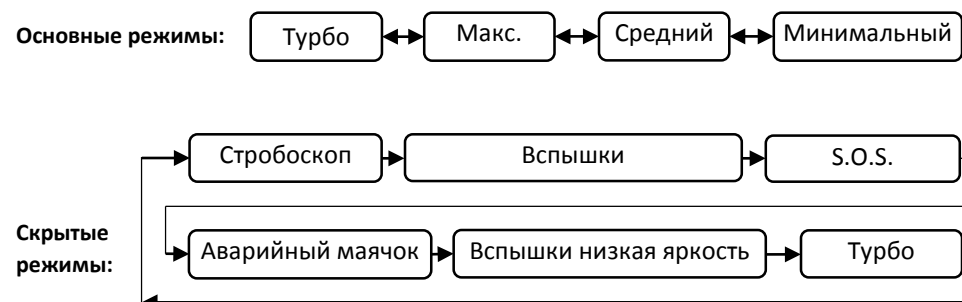 Основные режимы: Турбо Макс. Средний Минимальный
Стробоскоп Вспышки S.O.S.
Скрытые
режимы:
Аварийный маячок Вспышки низкая яркость Турбо